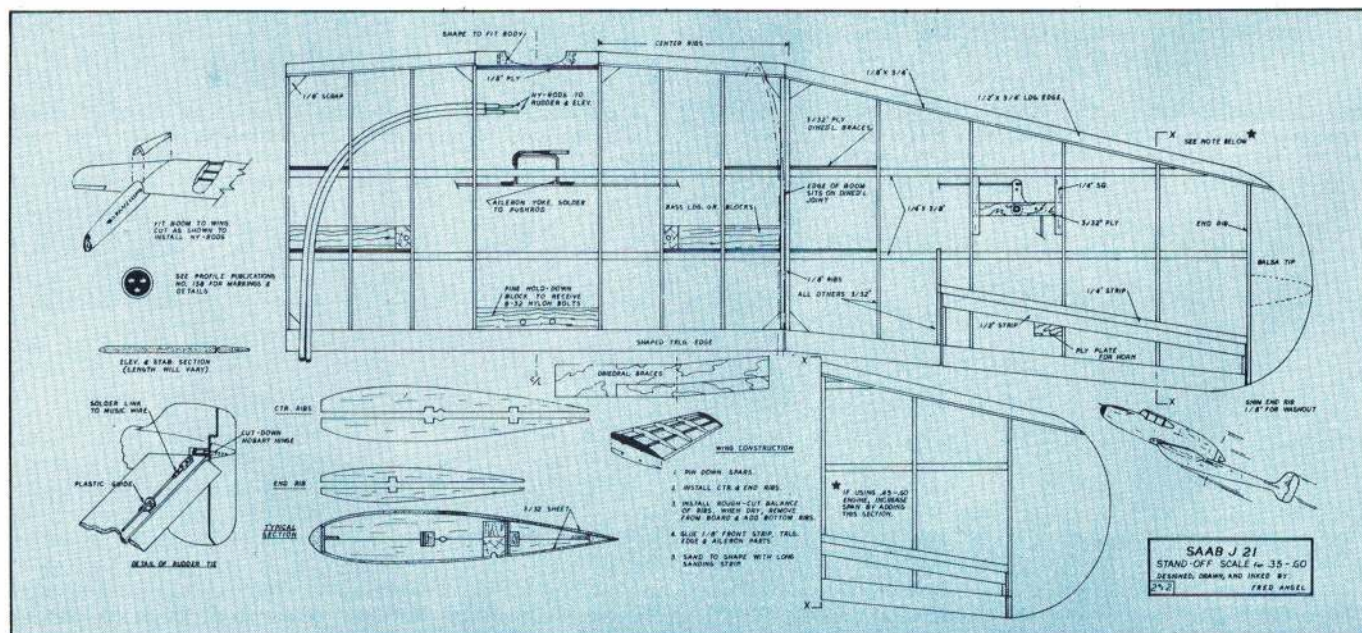 SHAPE TO FIT BODY
CENTER RIBS
1/8" PLY
1/8" SCRAP
NY-RODS TO
RUDDER & ELEV.
1/8" X 3/4"
1/2" X 3/4" LDG. EDGE
3/32" PLY
DIHED'L. BRACES
X
SEE NOTE BELOW ★
FIT BOOM TO WING
CUT AS SHOWN TO
INSTALL NY-RODS
AILERON YOKE, SOLDER
TO PUSHROD
BASS LDG. GR. BLOCKS
EDGE OF BOOM
SITS ON DIHED'L
JOINT
1/4" X 3/8"
1/4" SQ.
3/32" PLY
END RIB
BALSA TIP
SEE PROFILE PUBLICATIONS
NO. 138 FOR MARKINGS &
DETAILS
PINE HOLD-DOWN
BLOCK TO RECEIVE
8-32 NYLON BOLTS
1/8" RIBS
ALL OTHERS 3/32"
1/4" STRIP
1/2" STRIP
PLY PLATE
FOR HORN
SHAPED TRLG. EDGE
ELEV. & STAB. SECTION
(LENGTH WILL VARY)
C/L
DIHEDRAL BRACES
X
X
SHIM END RIB
1/8" FOR WASHOUT
SOLDER LINK
TO MUSIC WIRE
CUT-DOWN
HOBART HINGE
PLASTIC GUIDE
DETAIL OF RUDDER TIE
CTR. RIBS
END RIB
TYPICAL
SECTION
3/32 SHEET
WING CONSTRUCTION
1. PIN DOWN SPARS.
2. INSTALL CTR. & END RIBS.
3. INSTALL ROUGH-CUT BALANCE
OF RIBS. WHEN DRY, REMOVE
FROM BOARD & ADD BOTTOM RIBS.
4. GLUE 1/8" FRONT STRIP, TRLG.
EDGE & AILERON PARTS.
5. SAND TO SHAPE WITH LONG
SANDING STRIP
★
IF USING .45-.60
ENGINE, INCREASE
SPAN BY ADDING
THIS SECTION.
X
SAAB J 21
STAND-OFF SCALE for .35-.60
DESIGNED, DRAWN, AND INKED BY
FRED ANGEL